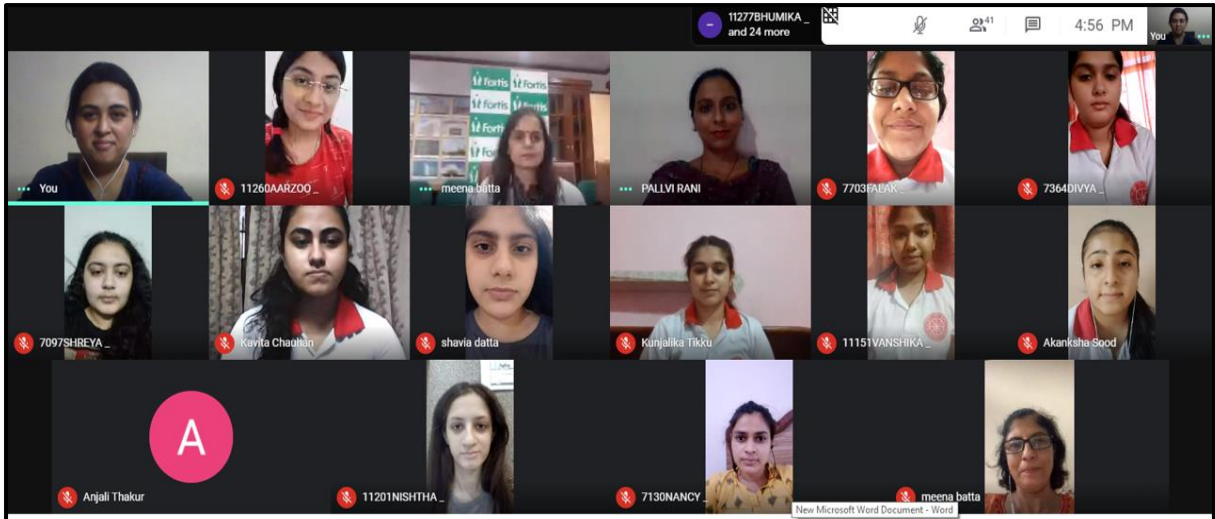 11277BHUMIKA _
and 24 more
41
4:56 PM
You
Fortis Fortis
Fortis
Fortis
You
11260AARZOO _
meena batta
PALLVI RANI
7703FALAK _
7364DIVYA _
7097SHREYA _
Kavita Chauhan
shavia datta
Kunjalika Tikku
11151VANSHIKA _
Akanksha Sood
A
Anjali Thakur
11201NISHTHA _
7130NANCY _
meena batta
New Microsoft Word Document - Word